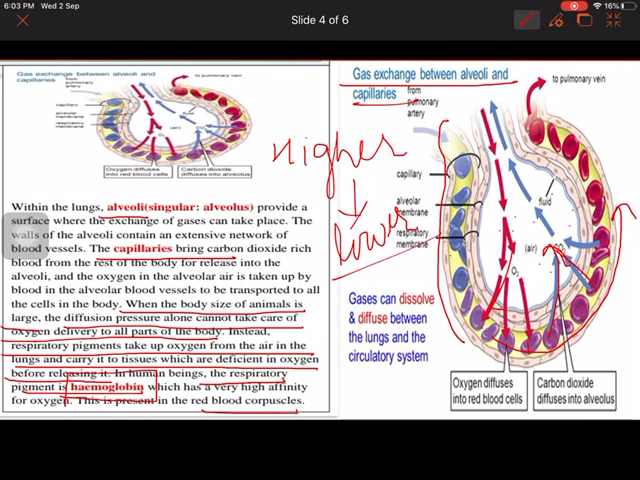 6:03 PM Wed 2 Sep
16%
Slide 4 of 6
Gas exchange between alveoli and
capillaries
from
pulmonary
artery
to pulmonary vein
capillary
alveolar
membrane
respiratory
membrane
fluid
(air)
O2
Oxygen diffuses
into red blood cells
Carbon dioxide
diffuses into alveolus
Within the lungs, alveoli(singular: alveolus) provide a
surface where the exchange of gases can take place. The
walls of the alveoli contain an extensive network of
blood vessels. The capillaries bring carbon dioxide rich
blood from the rest of the body for release into the
alveoli, and the oxygen in the alveolar air is taken up by
blood in the alveolar blood vessels to be transported to all
the cells in the body. When the body size of animals is
large, the diffusion pressure alone cannot take care of
oxygen delivery to all parts of the body. Instead,
respiratory pigments take up oxygen from the air in the
lungs and carry it to tissues which are deficient in oxygen
before releasing it. In human beings, the respiratory
pigment is haemoglobin which has a very high affinity
for oxygen. This is present in the red blood corpuscles.
Higher
Lower
Gas exchange between alveoli and
capillaries
from
pulmonary
artery
to pulmonary vein
capillary
alveolar
membrane
respiratory
membrane
fluid
(air)
O2
Gases can dissolve
& diffuse between
the lungs and the
circulatory system
Oxygen diffuses
into red blood cells
Carbon dioxide
diffuses into alveolus